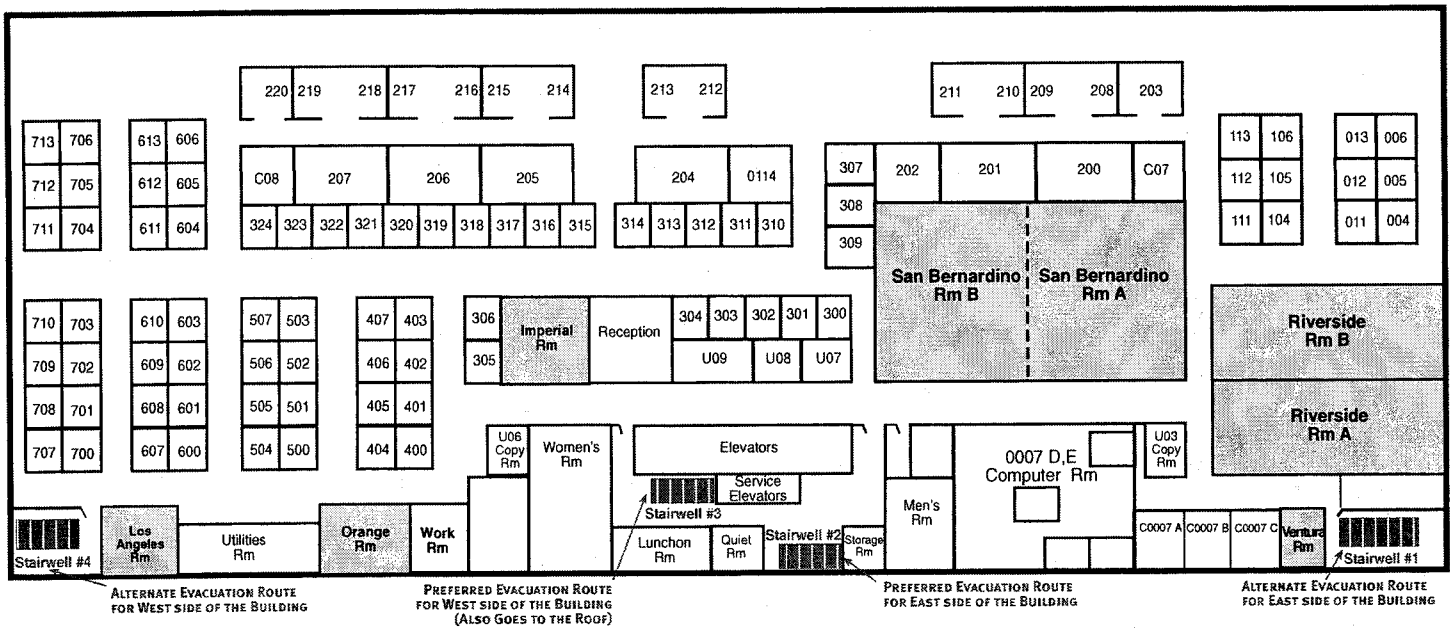 220 219 218 217 216 215 214 213 212 211 210 209 208 203
713 706 613 606 113 106 013 006
C08 207 206 205 204 0114 307 202 201 200 C07
712 705 612 605 308 112 105 012 005
711 704 611 604 324 323 322 321 320 319 318 317 316 315 314 313 312 311 310 309 111 104 011 004
San Bernardino
Rm B
San Bernardino
Rm A
710 703 610 603 507 503 407 403 306 304 303 302 301 300
Imperial
Rm
Reception
Riverside
Rm B
709 702 609 602 506 502 406 402 305 U09 U08 U07
708 701 608 601 505 501 405 401
Riverside
Rm A
707 700 607 600 504 500 404 400
U06
Copy
Rm
Women's
Rm
Elevators
0007 D,E
Computer Rm
U03
Copy
Rm
Service
Elevators
Stairwell #3
Men's
Rm
Stairwell #4
Los
Angeles
Rm
Utilities
Rm
Orange
Rm
Work
Rm
Lunchon
Rm
Quiet
Rm
Stairwell #2
Storage
Rm
C0007 A C0007 B C0007 C
Ventura
Rm
Stairwell #1
ALTERNATE EVACUATION ROUTE
FOR WEST SIDE OF THE BUILDING
PREFERRED EVACUATION ROUTE
FOR WEST SIDE OF THE BUILDING
(ALSO GOES TO THE ROOF)
PREFERRED EVACUATION ROUTE
FOR EAST SIDE OF THE BUILDING
ALTERNATE EVACUATION ROUTE
FOR EAST SIDE OF THE BUILDING